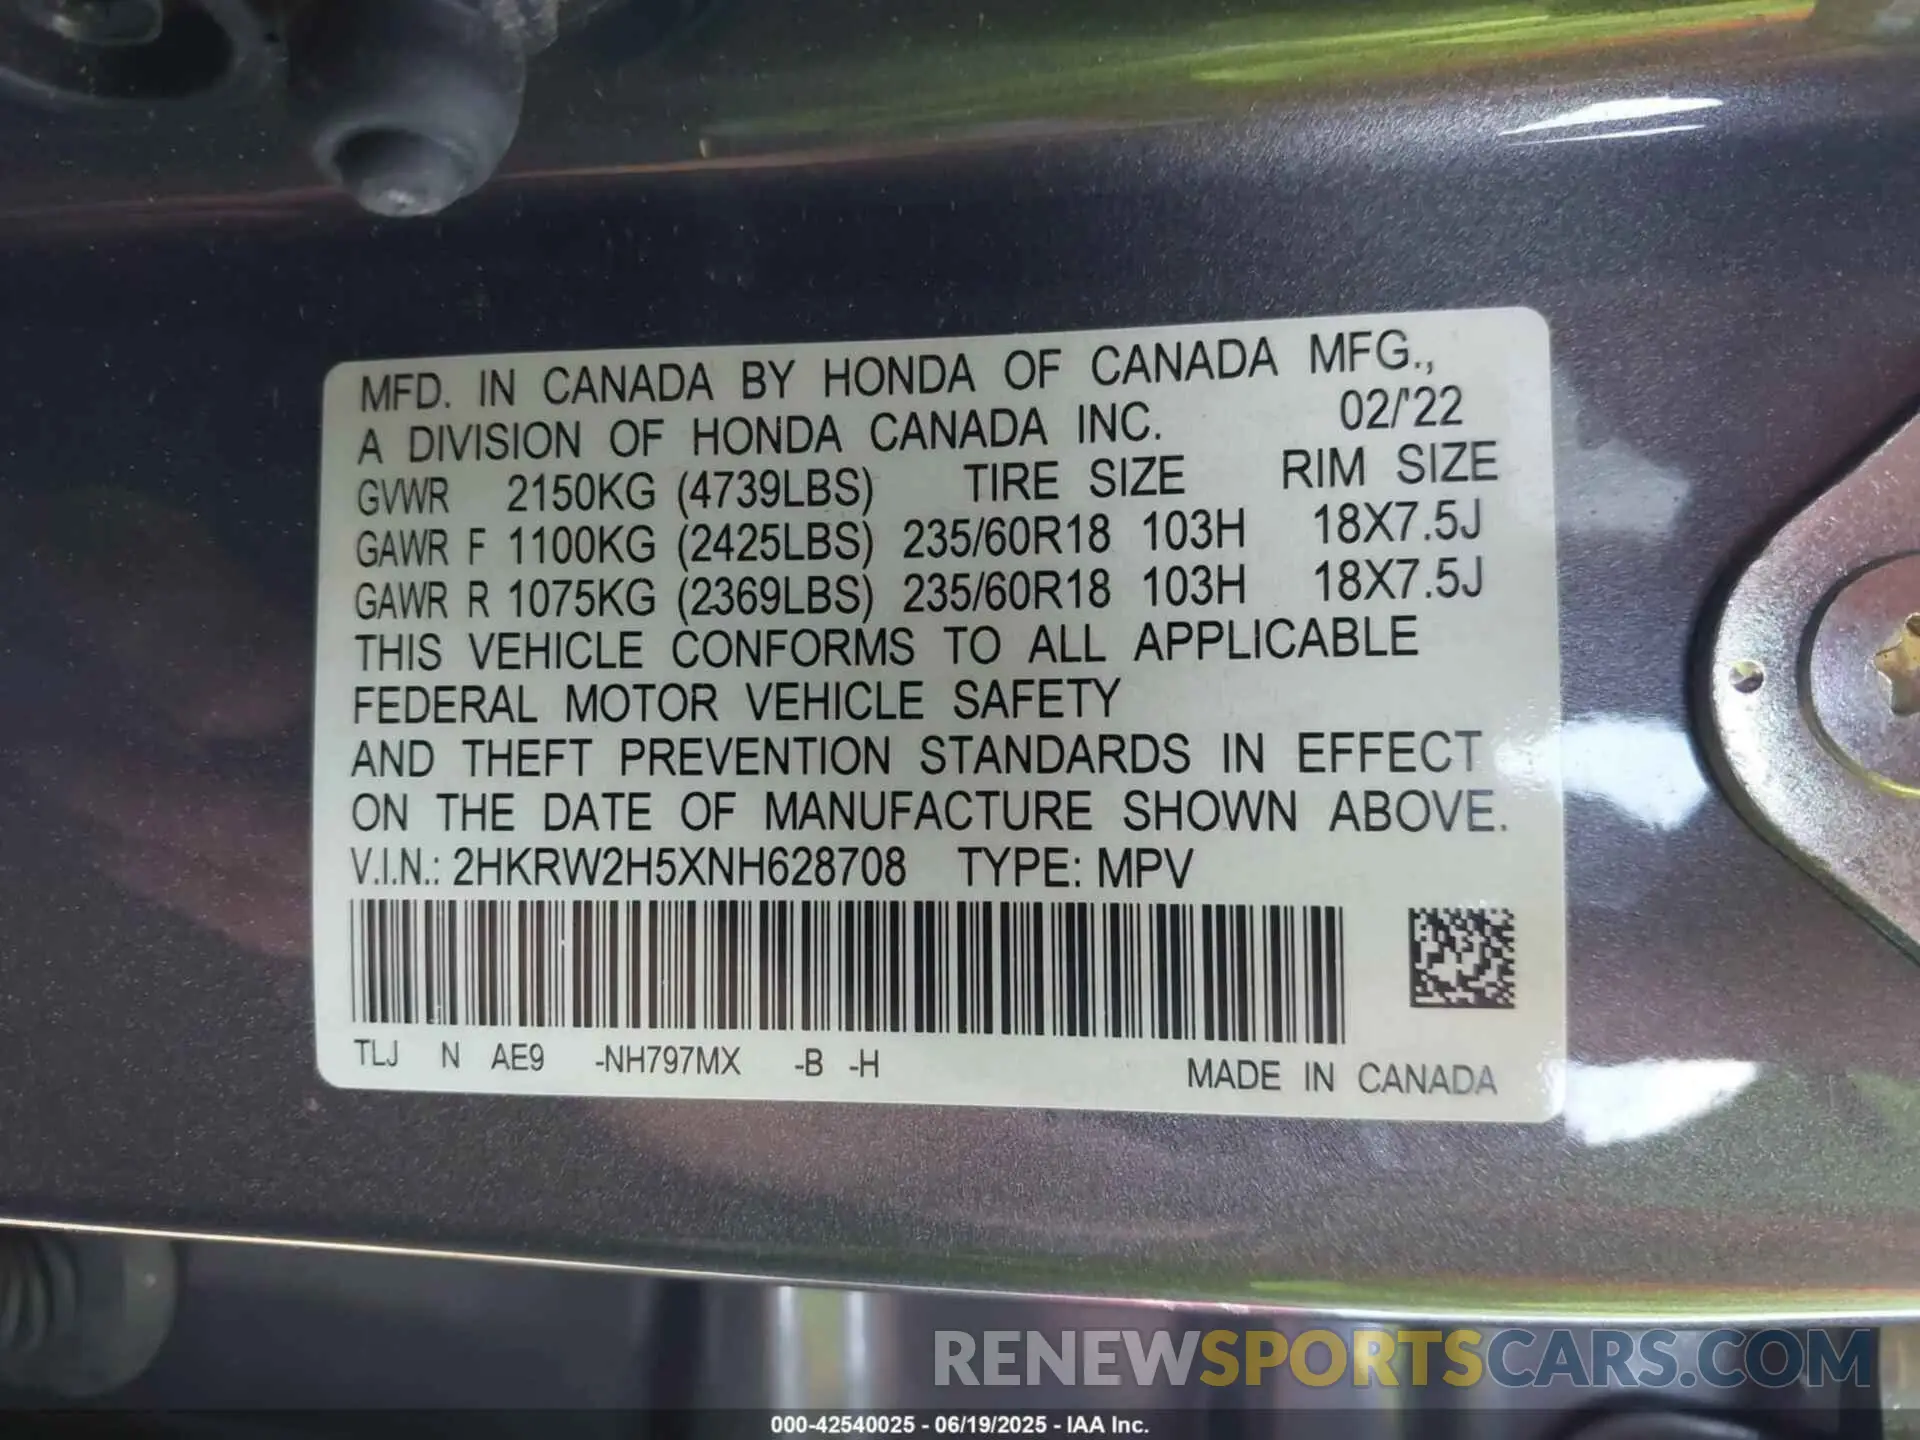 MFD. IN CANADA BY HONDA OF CANADA MFG.,
A DIVISION OF HONDA CANADA INC. 02/'22
GVWR 2150KG (4739LBS) TIRE SIZE RIM SIZE
GAWR F 1100KG (2425LBS) 235/60R18 103H 18X7.5J
GAWR R 1075KG (2369LBS) 235/60R18 103H 18X7.5J
THIS VEHICLE CONFORMS TO ALL APPLICABLE
FEDERAL MOTOR VEHICLE SAFETY
AND THEFT PREVENTION STANDARDS IN EFFECT
ON THE DATE OF MANUFACTURE SHOWN ABOVE.
V.I.N.: 2HKRW2H5XNH628708 TYPE: MPV
TLJ N AE9 -NH797MX -B -H MADE IN CANADA
RENEWSPORTSCARS.COM
000-42540025 - 06/19/2025 - IAA Inc.